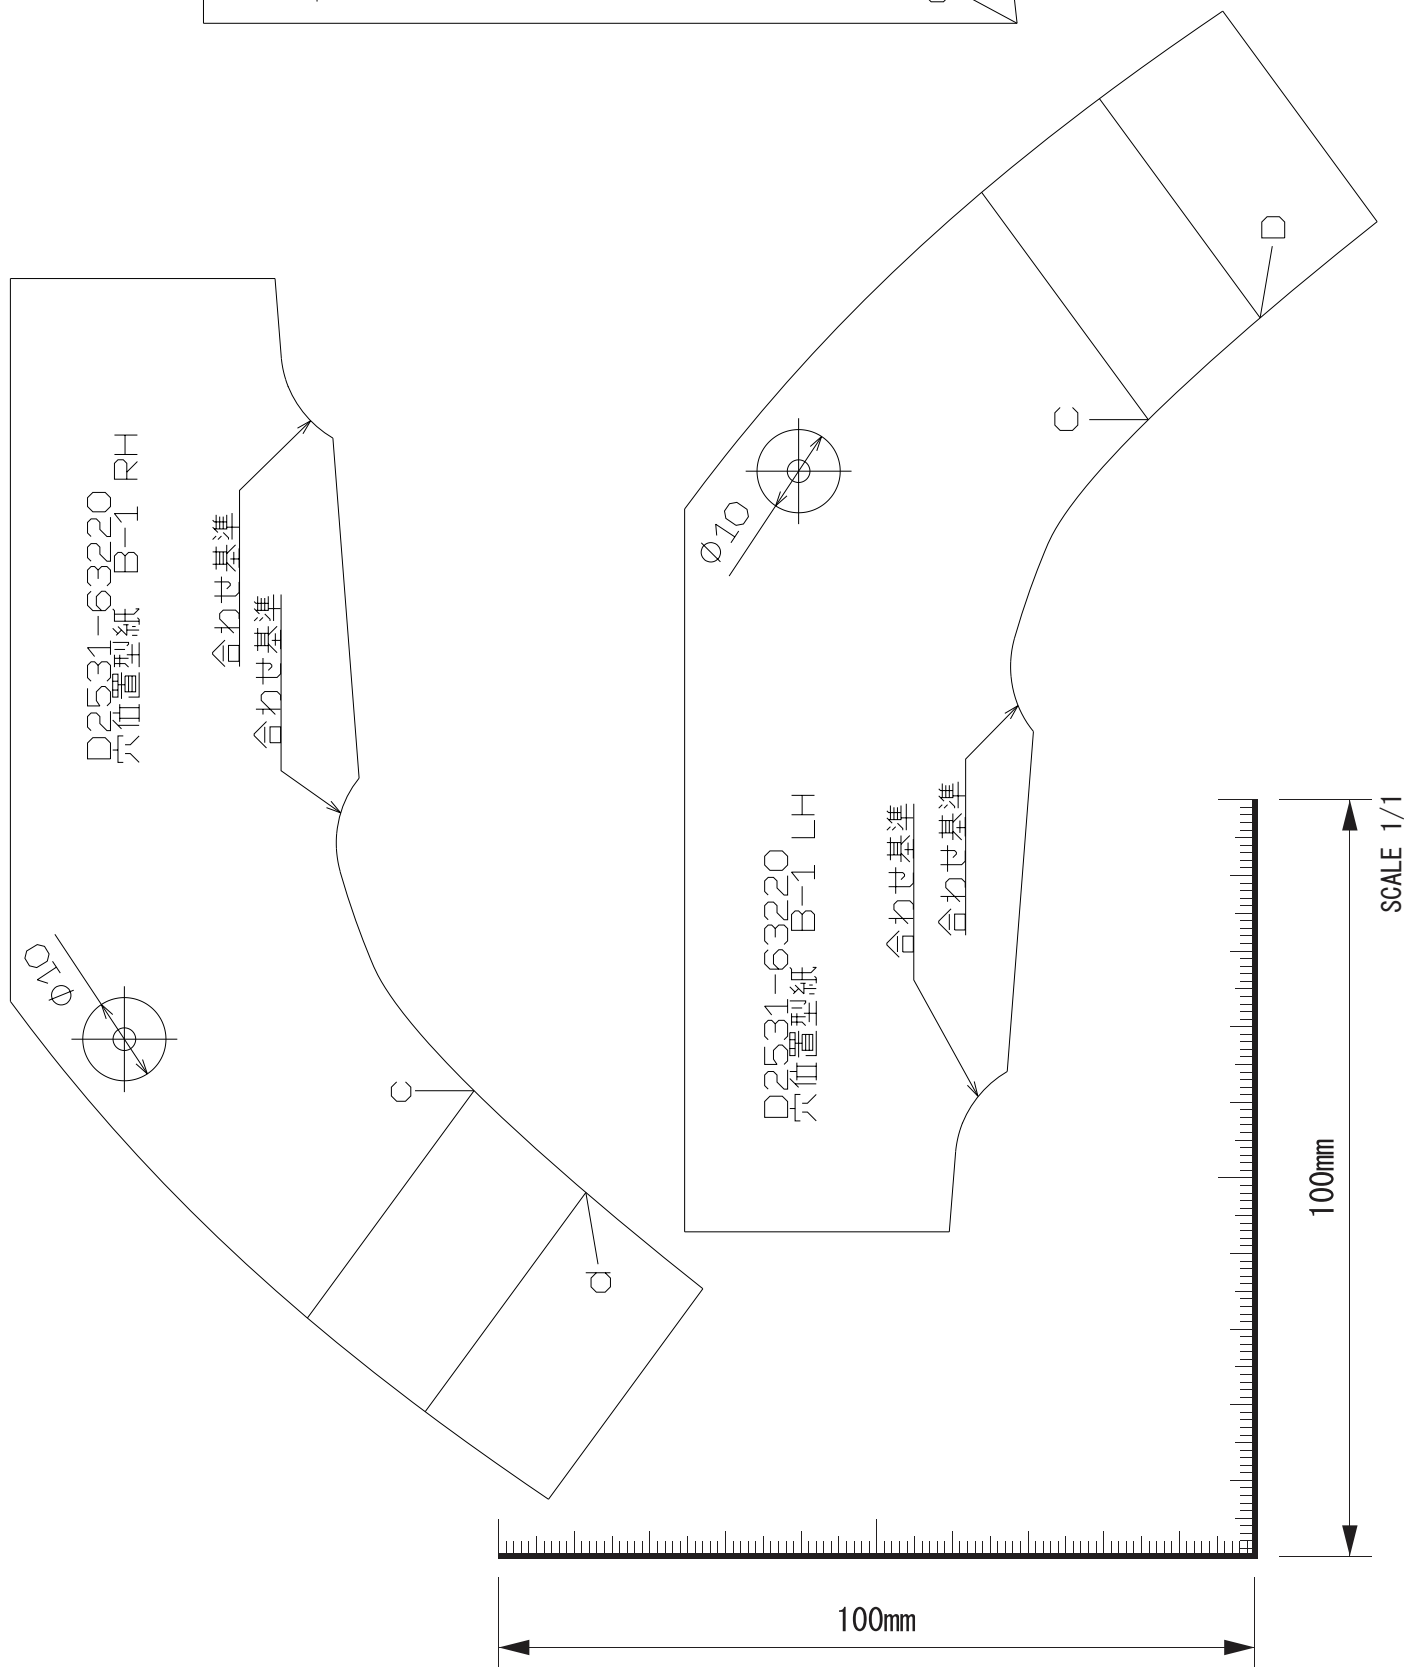 D2531-63220
穴位置型紙 B-1 RH
合わせ基準
合わせ基準
φ10
c
d
D2531-63220
穴位置型紙 B-1 LH
合わせ基準
合わせ基準
φ10
C
D
100mm
SCALE 1/1
100mm